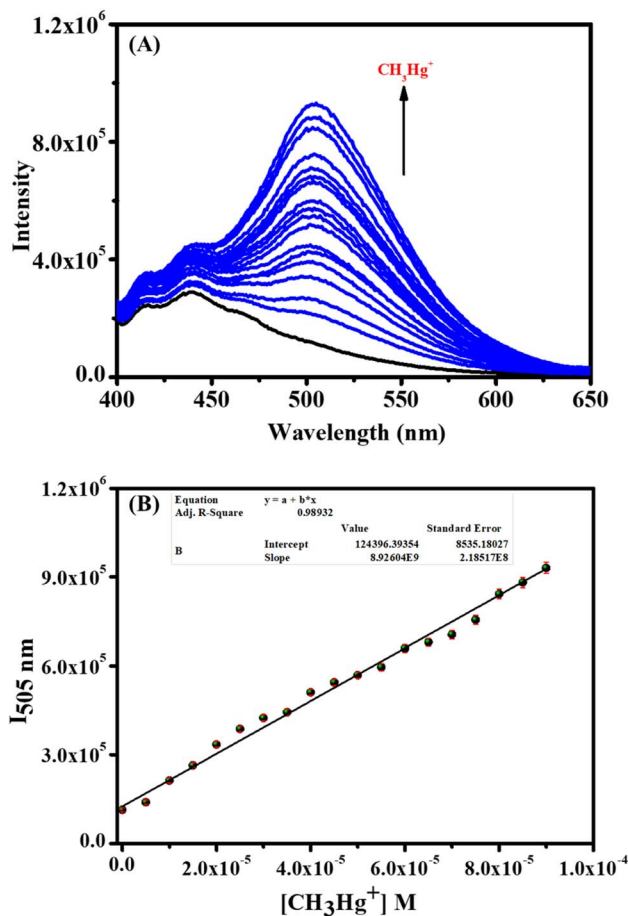 (A)
CH3Hg+
1.2x10^6
8.0x10^5
4.0x10^5
0.0
Intensity
400 450 500 550 600 650
Wavelength (nm)
(B)
Equation y = a + b*x
Adj. R-Square 0.98932
Value Standard Error
B Intercept 124396.39354 8535.18027
Slope 8.92604E9 2.18517E8
1.2x10^6
9.0x10^5
6.0x10^5
3.0x10^5
0.0
I505 nm
0.0 2.0x10^-5 4.0x10^-5 6.0x10^-5 8.0x10^-5 1.0x10^-4
[CH3Hg+] M